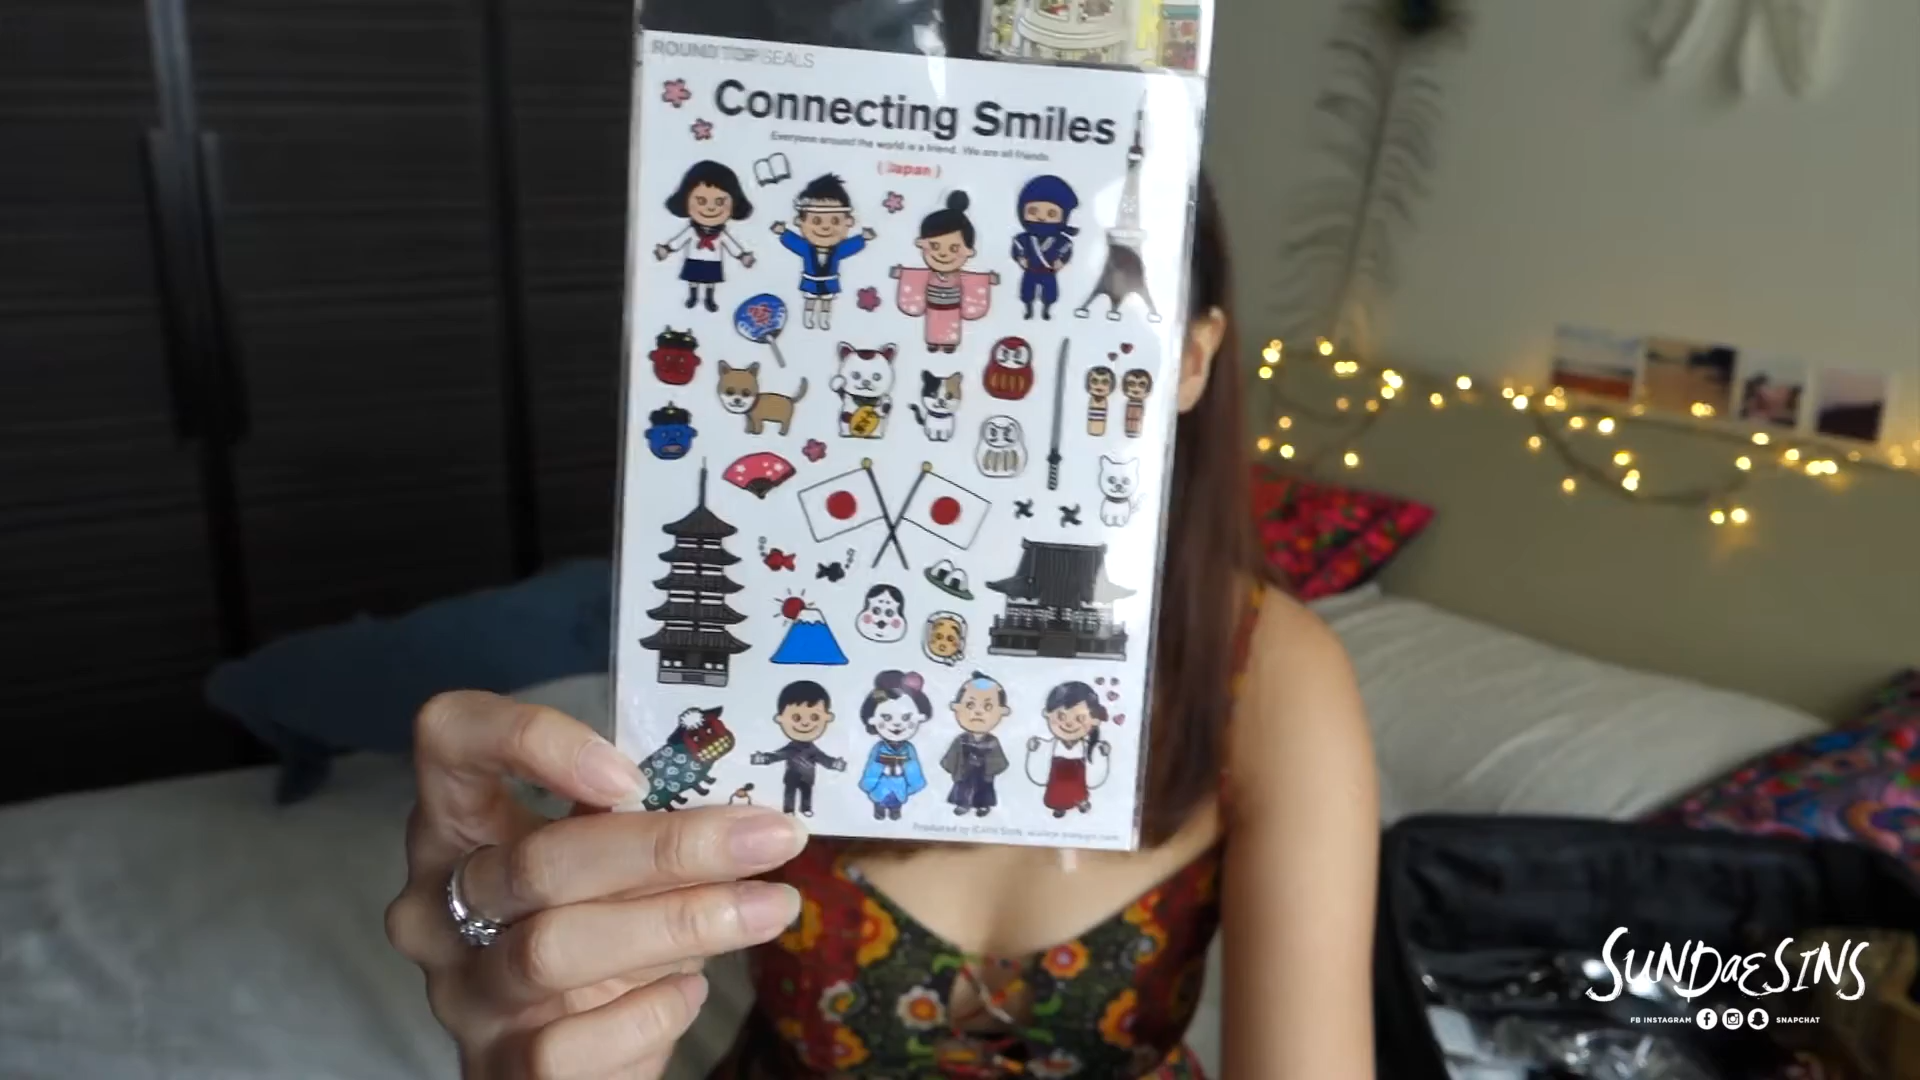 ROUND TOP SEALS
Connecting Smiles
Everyone around the world is a friend. We are all friends.
(Japan)
SUNDaESINS
FB INSTAGRAM
SNAPCHAT